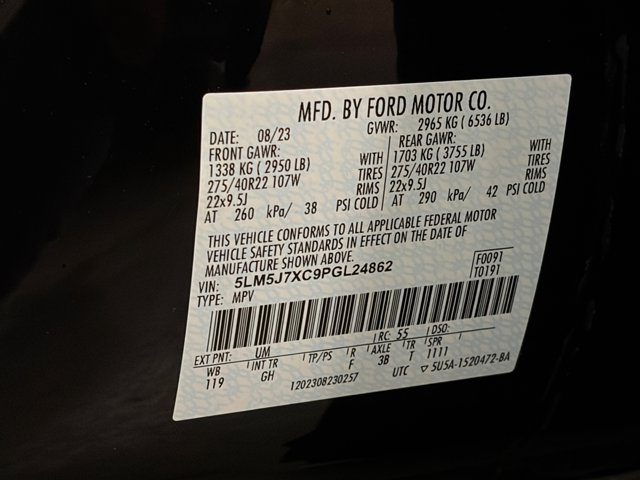 MFD. BY FORD MOTOR CO.
DATE: 08/23 GVWR: 2965 KG ( 6536 LB)
FRONT GAWR: REAR GAWR:
1338 KG ( 2950 LB) WITH 1703 KG ( 3755 LB) WITH
275/40R22 107W TIRES 275/40R22 107W TIRES
22x9.5J RIMS 22x9.5J RIMS
AT 260 kPa/ 38 PSI COLD AT 290 kPa/ 42 PSI COLD
THIS VEHICLE CONFORMS TO ALL APPLICABLE FEDERAL MOTOR
VEHICLE SAFETY STANDARDS IN EFFECT ON THE DATE OF
MANUFACTURE SHOWN ABOVE.
VIN: 5LM5J7XC9PGL24862 F0091
TYPE: MPV T0191
EXT PNT: UM RC: 55 DSO:
WB INT TR TP/PS R AXLE TR SPR
119 GH F 3B T 1111
1202308230257 UTC ▽ 5U5A-1520472-BA